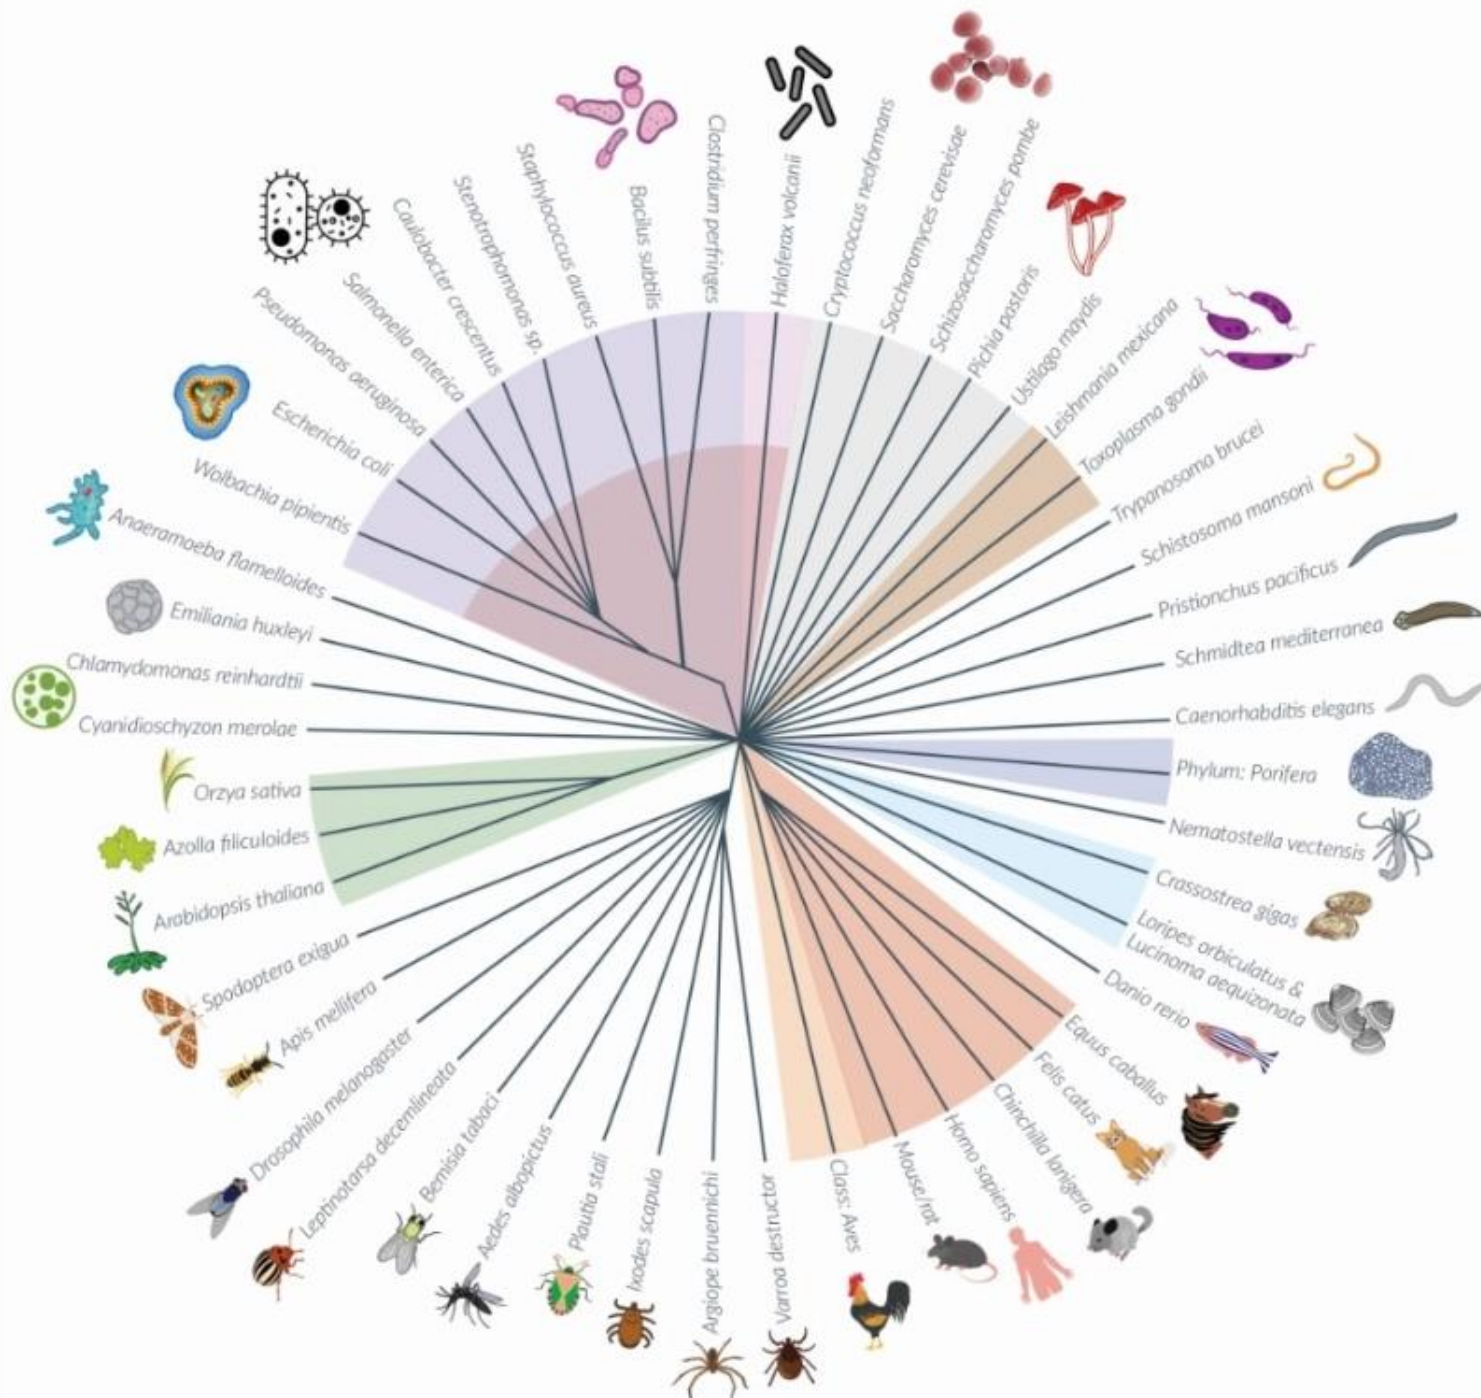 Clostridium perfringes
Haloferax volcanii
Cryptococcus neoformans
Saccharomyces cerevisae
Schizosaccharomyces pombe
Pichia pastoris
Ustilago maydis
Leishmania mexicana
Toxoplasma gondii
Trypanosoma brucei
Schistosoma mansoni
Pristionchus pacificus
Schmidtea mediterranea
Caenorhabditis elegans
Phylum: Porifera
Nematostella vectensis
Crassostrea gigas
Loripes orbiculatus &
Lucinoma aequizonata
Danio rerio
Equus caballus
Felis catus
Chinchilla lanigera
Homo sapiens
Mouse/rat
Class: Aves
Varroa destructor
Argiope bruennichi
Ixodes scapula
Plautia stali
Aedes albopictus
Bemisia tabaci
Leptinotarsa decemlineata
Drosophila melanogaster
Apis mellifera
Spodoptera exigua
Arabidopsis thaliana
Azolla filiculoides
Orzya sativa
Cyanidioschyzon merolae
Chlamydomonas reinhardtii
Emiliania huxleyi
Anaeramoeba flamelloides
Wolbachia pipientis
Escherichia coli
Pseudomonas aeruginosa
Salmonella enterica
Caulobacter crescentus
Stenotrophomonas sp.
Staphylococcus aureus
Bacilus subtilis